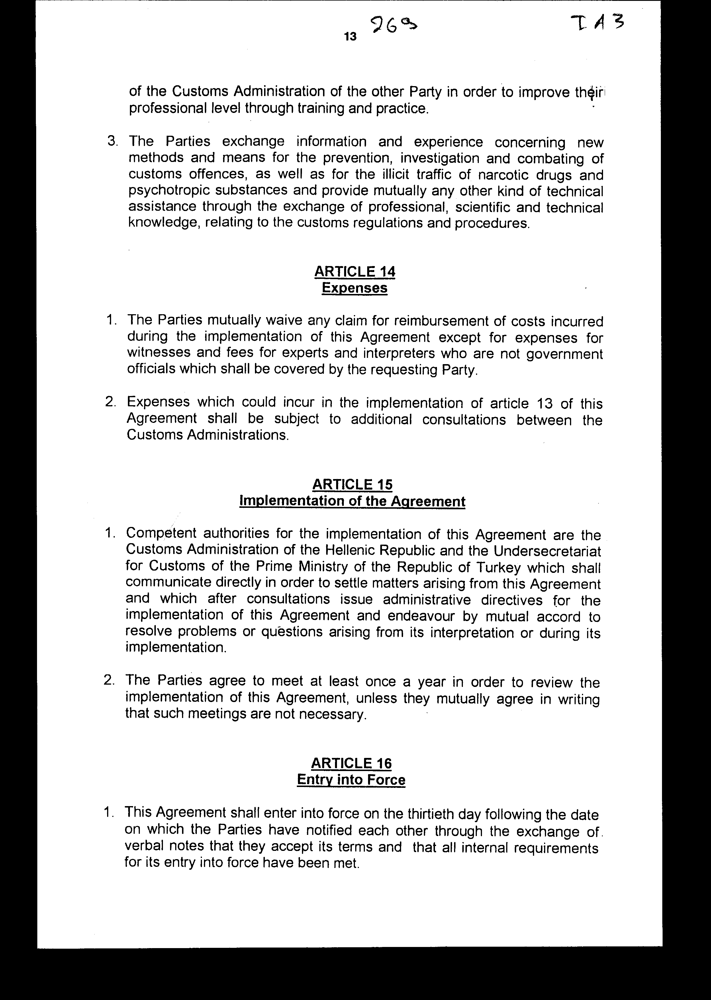 13
I A 3
of the Customs Administration of the other Party in order to improve their
professional level through training and practice.
3. The Parties exchange information and experience concerning new
methods and means for the prevention, investigation and combating of
customs offences, as well as for the illicit traffic of narcotic drugs and
psychotropic substances and provide mutually any other kind of technical
assistance through the exchange of professional, scientific and technical
knowledge, relating to the customs regulations and procedures.
ARTICLE 14
Expenses
1. The Parties mutually waive any claim for reimbursement of costs incurred
during the implementation of this Agreement except for expenses for
witnesses and fees for experts and interpreters who are not government
officials which shall be covered by the requesting Party.
2. Expenses which could incur in the implementation of article 13 of this
Agreement shall be subject to additional consultations between the
Customs Administrations.
ARTICLE 15
Implementation of the Agreement
1. Competent authorities for the implementation of this Agreement are the
Customs Administration of the Hellenic Republic and the Undersecretariat
for Customs of the Prime Ministry of the Republic of Turkey which shall
communicate directly in order to settle matters arising from this Agreement
and which after consultations issue administrative directives for the
implementation of this Agreement and endeavour by mutual accord to
resolve problems or questions arising from its interpretation or during its
implementation.
2. The Parties agree to meet at least once a year in order to review the
implementation of this Agreement, unless they mutually agree in writing
that such meetings are not necessary.
ARTICLE 16
Entry into Force
1. This Agreement shall enter into force on the thirtieth day following the date
on which the Parties have notified each other through the exchange of
verbal notes that they accept its terms and that all internal requirements
for its entry into force have been met.